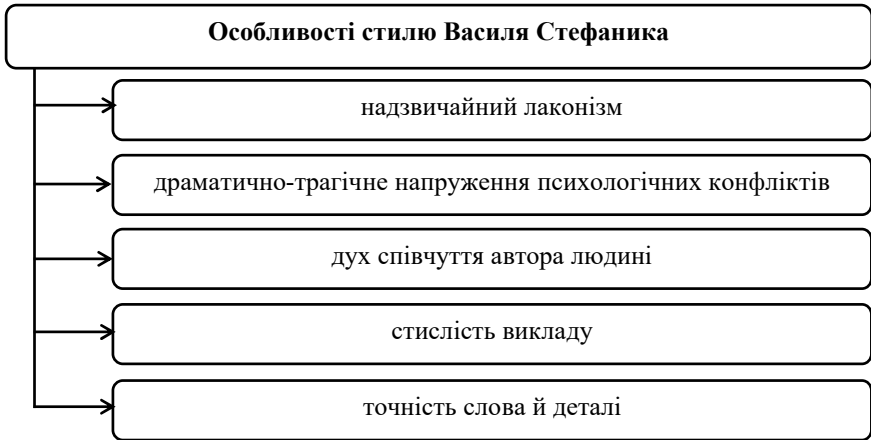 Особливості стилю Василя Стефаника
надзвичайний лаконізм
драматично-трагічне напруження психологічних конфліктів
дух співчуття автора людині
стислість викладу
точність слова й деталі